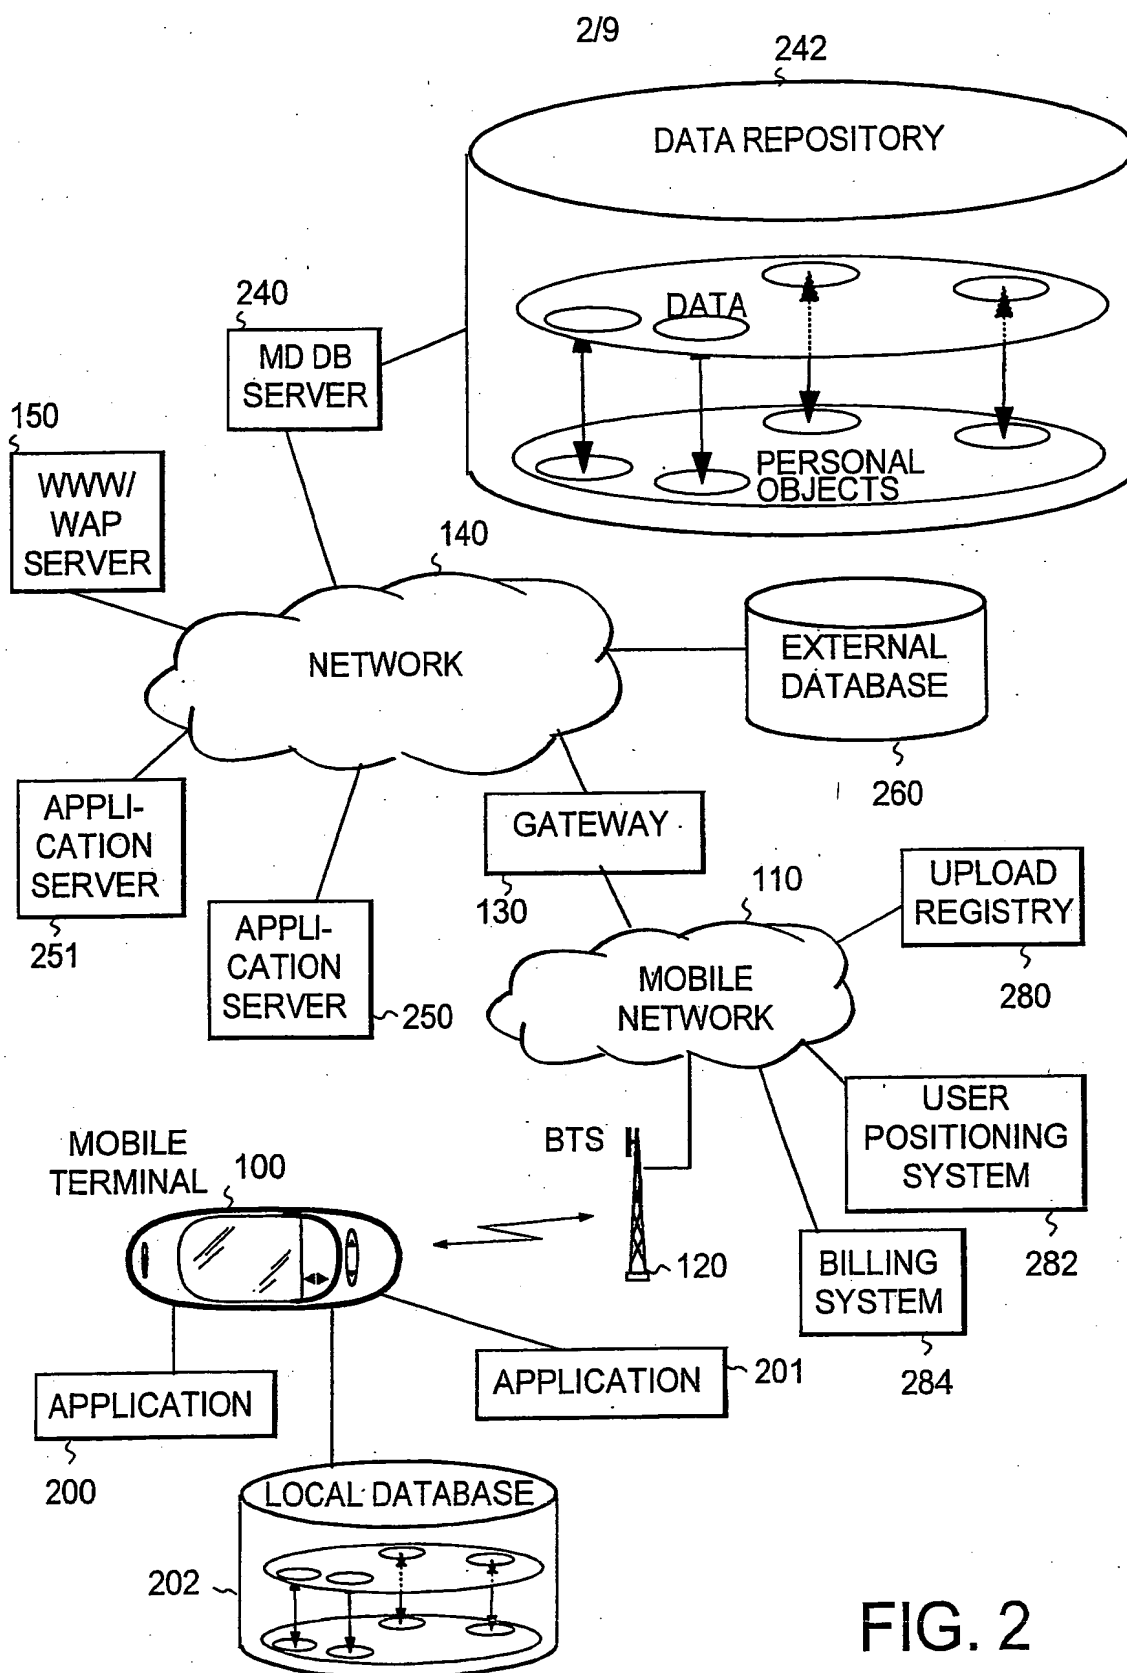 2/9
242
DATA REPOSITORY
DATA
PERSONAL
OBJECTS
240
MD DB
SERVER
150
WWW/
WAP
SERVER
140
NETWORK
EXTERNAL
DATABASE
260
APPLI-
CATION
SERVER
251
APPLI-
CATION
SERVER
250
GATEWAY
130
110
MOBILE
NETWORK
UPLOAD
REGISTRY
280
USER
POSITIONING
SYSTEM
282
BILLING
SYSTEM
284
BTS
120
MOBILE
TERMINAL
100
APPLICATION
200
APPLICATION
201
LOCAL DATABASE
202
FIG. 2